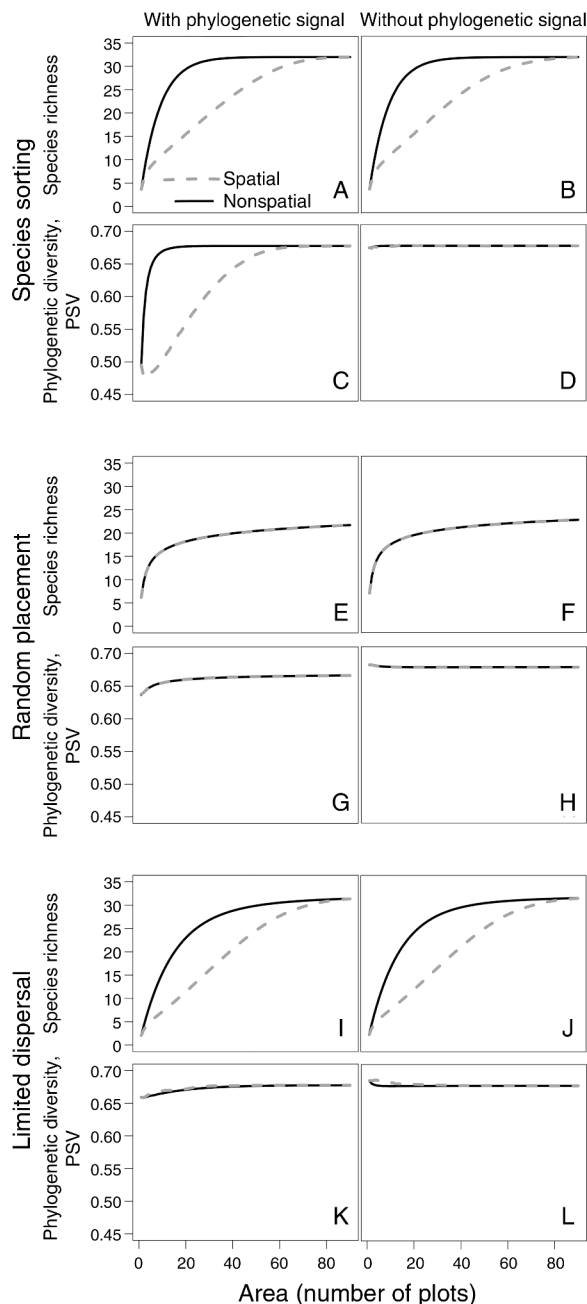 With phylogenetic signal
Without phylogenetic signal
Species sorting
Species richness
35
30
25
20
15
10
5
0
Spatial
Nonspatial
A
B
Phylogenetic diversity,
PSV
0.70
0.65
0.60
0.55
0.50
0.45
C
D
Random placement
Species richness
35
30
25
20
15
10
5
0
E
F
Phylogenetic diversity,
PSV
0.70
0.65
0.60
0.55
0.50
0.45
G
H
Limited dispersal
Species richness
35
30
25
20
15
10
5
0
I
J
Phylogenetic diversity,
PSV
0.70
0.65
0.60
0.55
0.50
0.45
K
L
0 20 40 60 80
0 20 40 60 80
Area (number of plots)